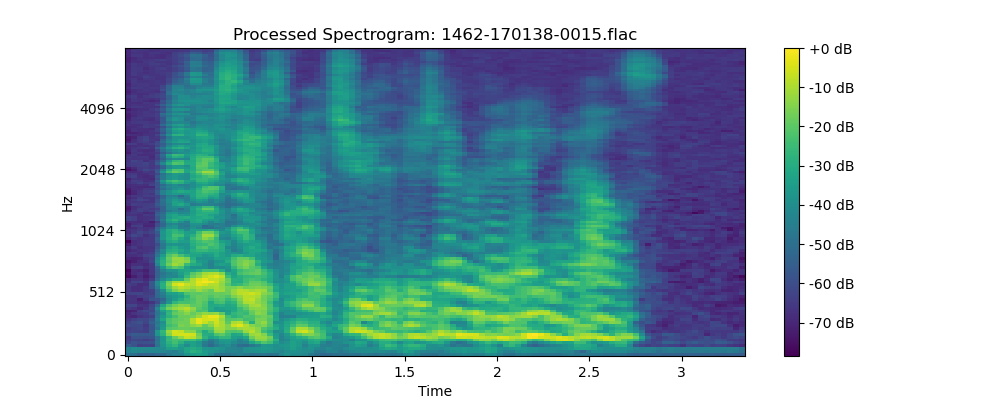 Processed Spectrogram: 1462-170138-0015.flac
4096
2048
1024
512
0
Hz
0
0.5
1
1.5
2
2.5
3
Time
+0 dB
-10 dB
-20 dB
-30 dB
-40 dB
-50 dB
-60 dB
-70 dB